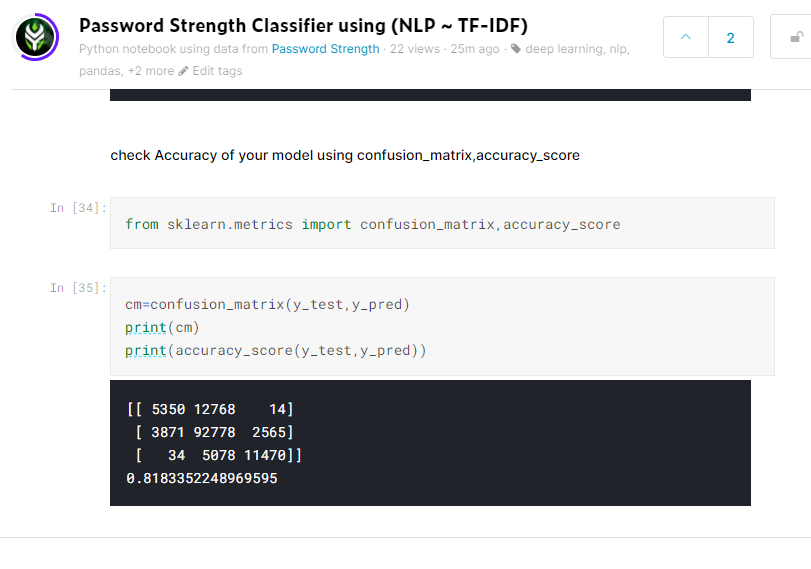 Password Strength Classifier using (NLP ~ TF-IDF)
Python notebook using data from Password Strength · 22 views · 25m ago · deep learning, nlp,
pandas, +2 more Edit tags
2
check Accuracy of your model using confusion_matrix,accuracy_score
In [34]:
from sklearn.metrics import confusion_matrix,accuracy_score
In [35]:
cm=confusion_matrix(y_test,y_pred)
print(cm)
print(accuracy_score(y_test,y_pred))
[[ 5350 12768    14]
 [ 3871 92778  2565]
 [   34  5078 11470]]
0.8183352248969595